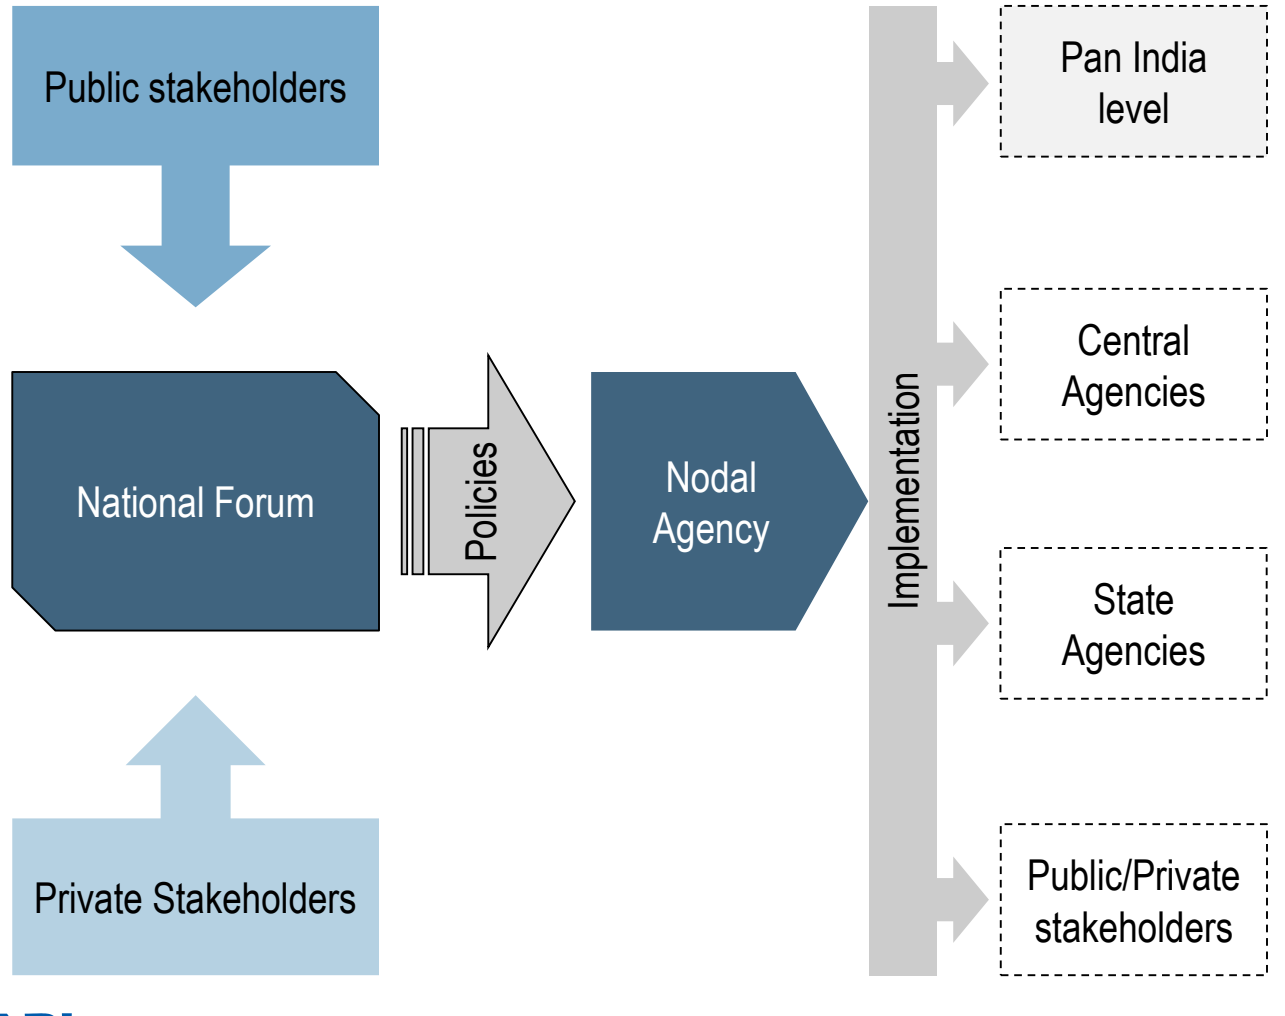 Public stakeholders
National Forum
Private Stakeholders
Policies
Nodal
Agency
Implementation
Pan India
level
Central
Agencies
State
Agencies
Public/Private
stakeholders